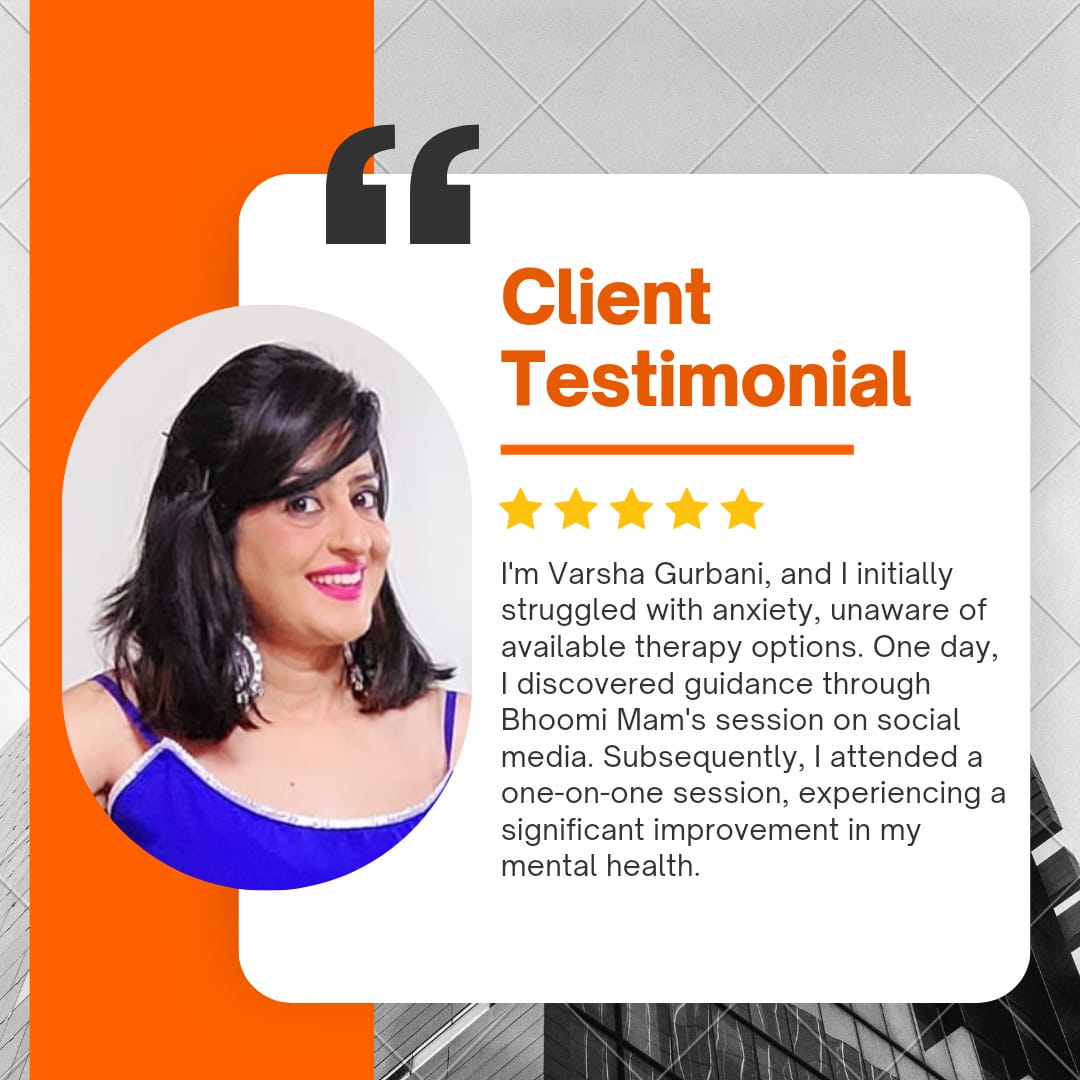 “
Client
Testimonial
I'm Varsha Gurbani, and I initially
struggled with anxiety, unaware of
available therapy options. One day,
I discovered guidance through
Bhoomi Mam's session on social
media. Subsequently, I attended a
one-on-one session, experiencing a
significant improvement in my
mental health.